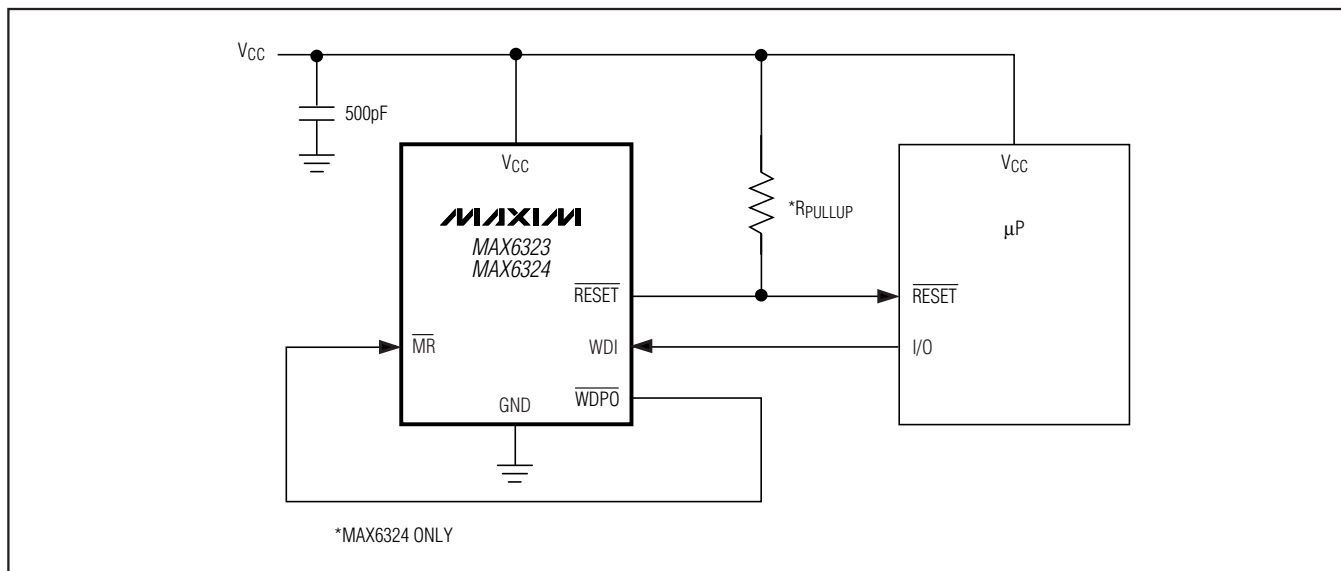 VCC
500pF
VCC
MAXIM
MAX6323
MAX6324
RESET
MR
WDI
WDPO
GND
*RPULLUP
VCC
μP
RESET
I/O
*MAX6324 ONLY